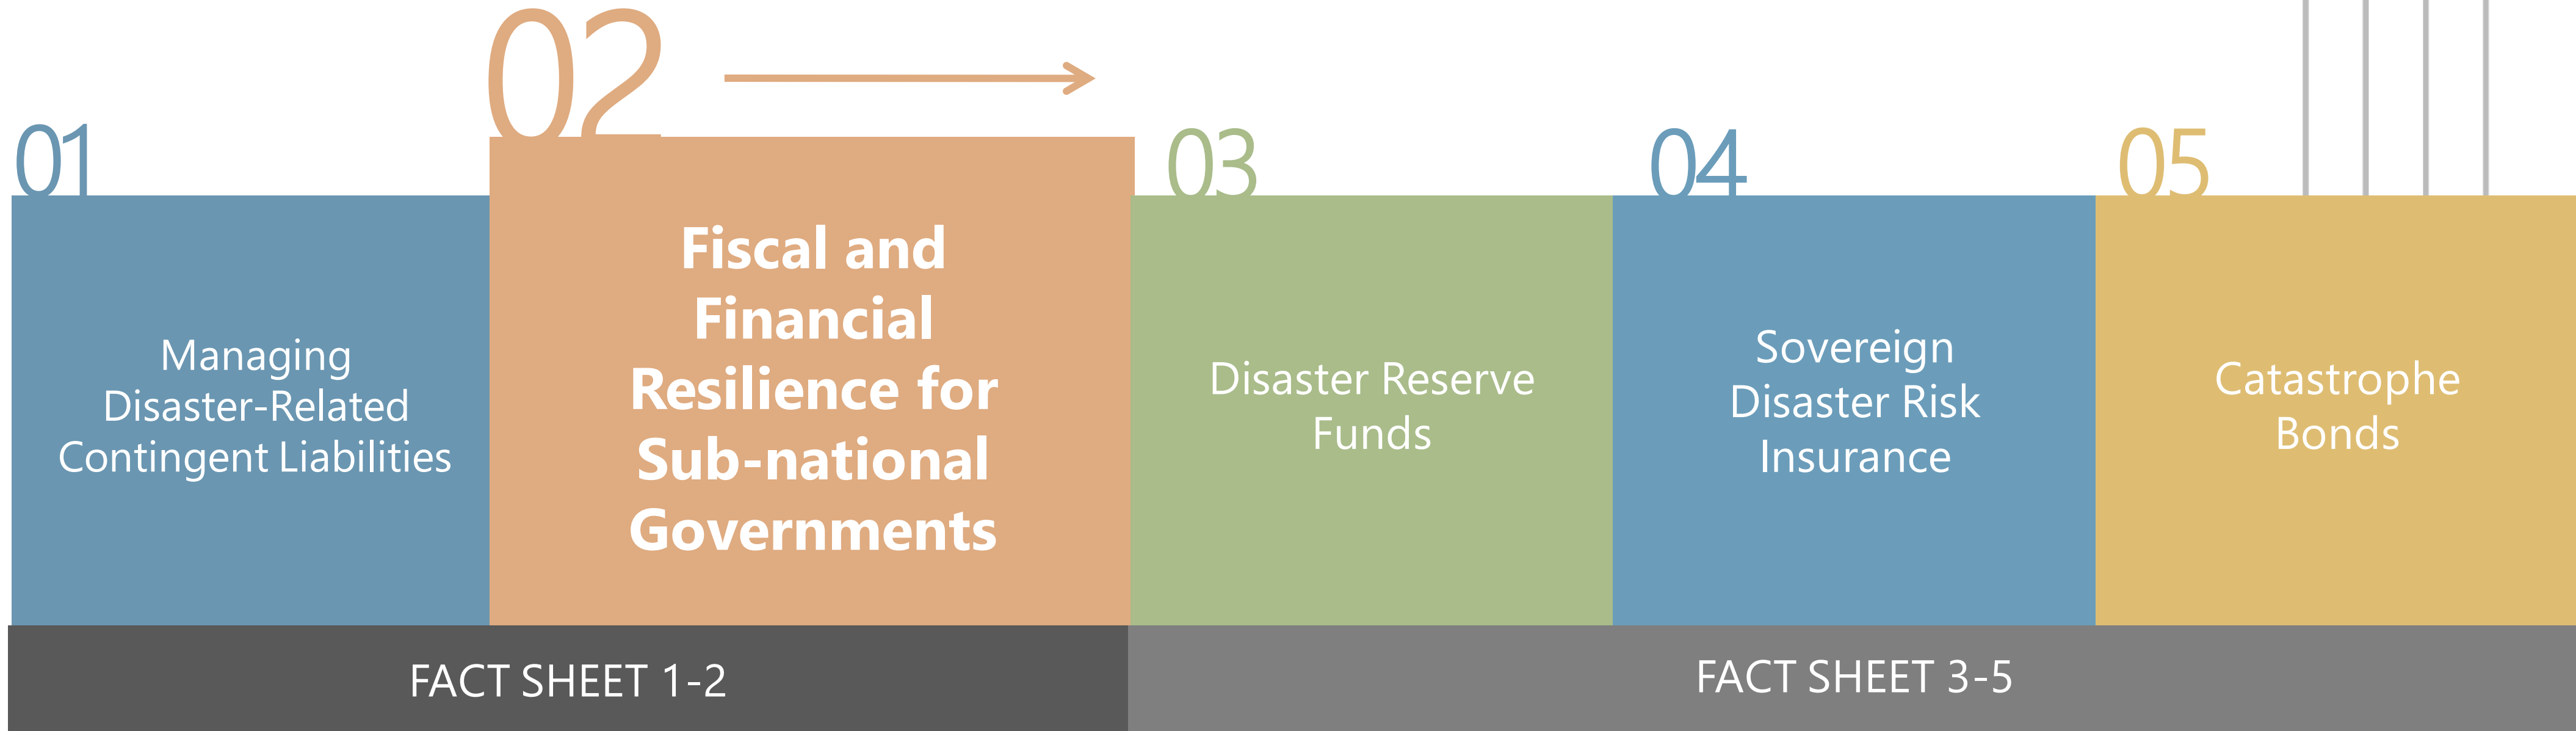 01
Managing
Disaster-Related
Contingent Liabilities
02
Fiscal and
Financial
Resilience for
Sub-national
Governments
03
Disaster Reserve
Funds
04
Sovereign
Disaster Risk
Insurance
05
Catastrophe
Bonds
FACT SHEET 1-2
FACT SHEET 3-5